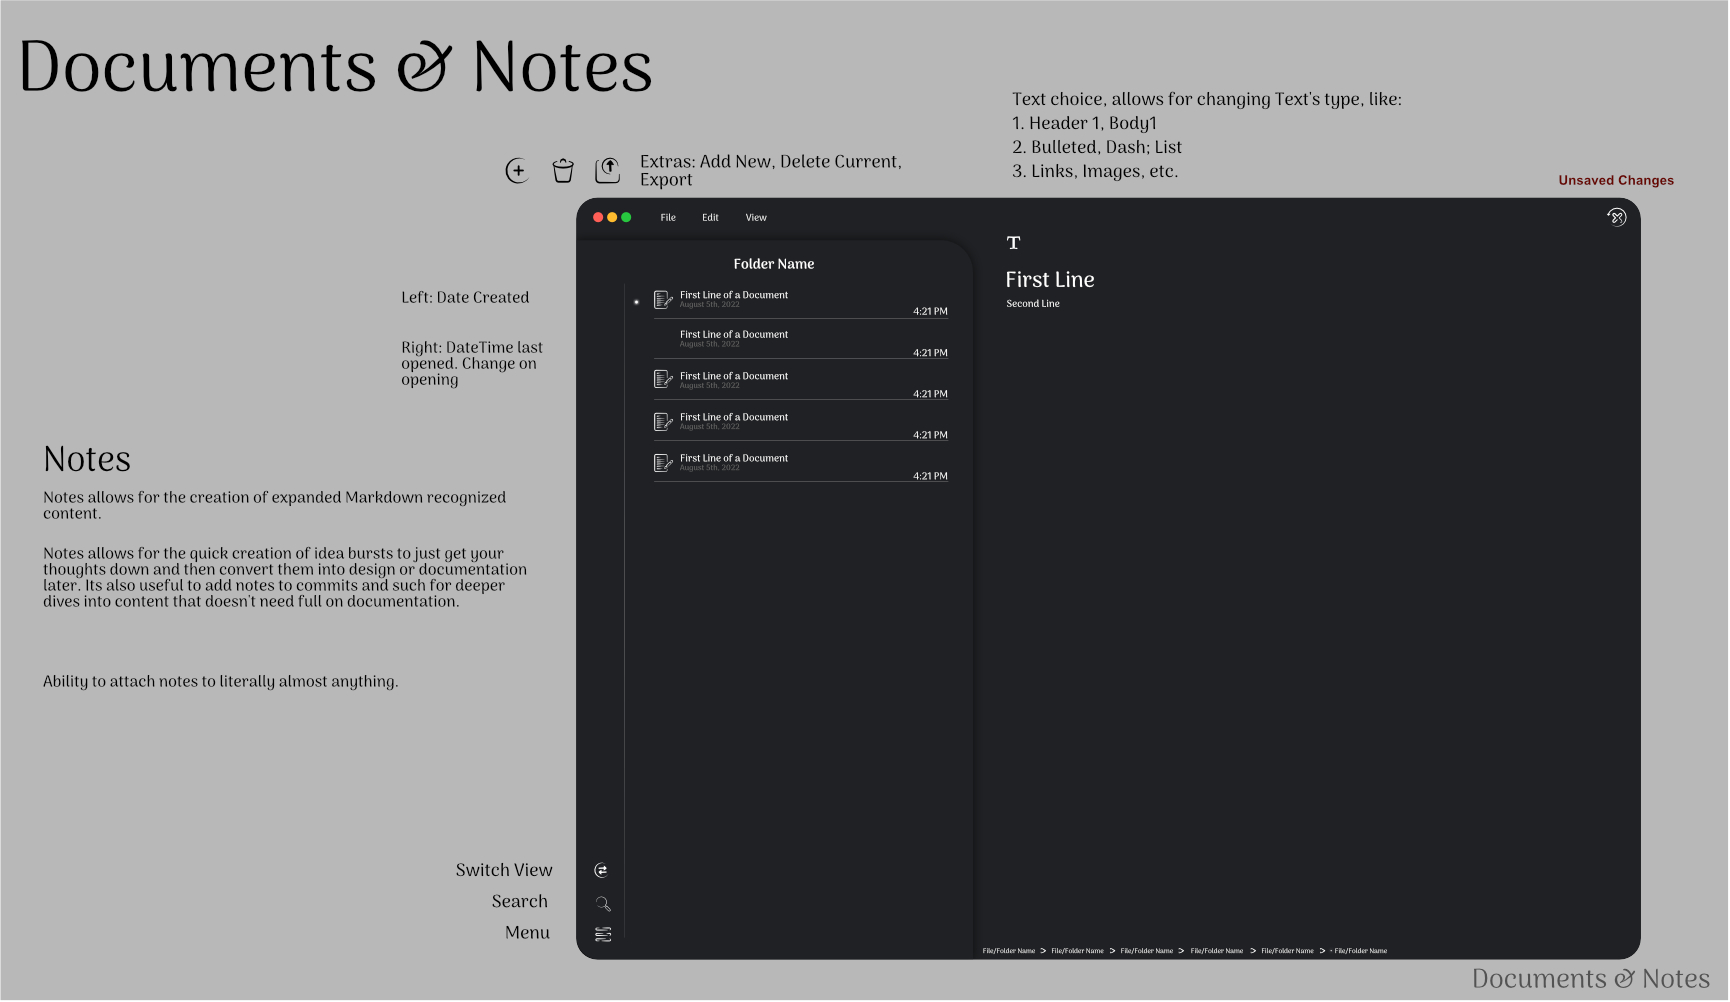 Documents & Notes
Text choice, allows for changing Text's type, like:
1. Header 1, Body1
2. Bulleted, Dash; List
3. Links, Images, etc.
Extras: Add New, Delete Current,
Export
Unsaved Changes
File Edit View
T
Folder Name
First Line
Second Line
Left: Date Created
Right: DateTime last
opened. Change on
opening
First Line of a Document
August 5th, 2022
4:21 PM
First Line of a Document
August 5th, 2022
4:21 PM
First Line of a Document
August 5th, 2022
4:21 PM
First Line of a Document
August 5th, 2022
4:21 PM
First Line of a Document
August 5th, 2022
4:21 PM
Notes
Notes allows for the creation of expanded Markdown recognized
content.
Notes allows for the quick creation of idea bursts to just get your
thoughts down and then convert them into design or documentation
later. Its also useful to add notes to commits and such for deeper
dives into content that doesn't need full on documentation.
Ability to attach notes to literally almost anything.
Switch View
Search
Menu
File/Folder Name > File/Folder Name > File/Folder Name > File/Folder Name > File/Folder Name > - File/Folder Name
Documents & Notes